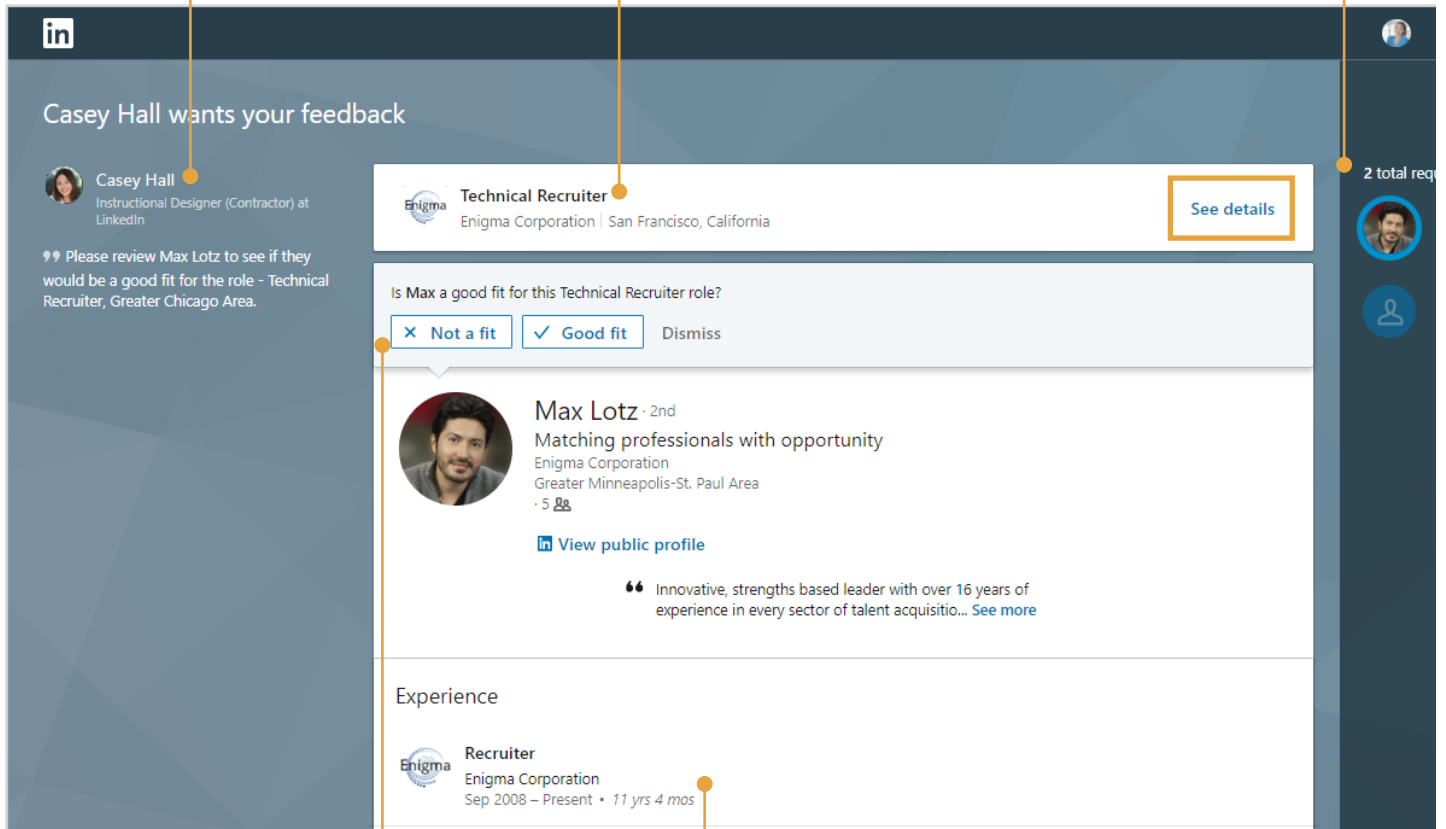 in
Casey Hall wants your feedback
Casey Hall
Instructional Designer (Contractor) at
LinkedIn
Please review Max Lotz to see if they
would be a good fit for the role - Technical
Recruiter, Greater Chicago Area.
Enigma
Technical Recruiter
Enigma Corporation | San Francisco, California
See details
Is Max a good fit for this Technical Recruiter role?
× Not a fit ✓ Good fit Dismiss
Max Lotz · 2nd
Matching professionals with opportunity
Enigma Corporation
Greater Minneapolis-St. Paul Area
· 5
in View public profile
“ Innovative, strengths based leader with over 16 years of
experience in every sector of talent acquisitio... See more
Experience
Enigma
Recruiter
Enigma Corporation
Sep 2008 – Present • 11 yrs 4 mos
2 total requ